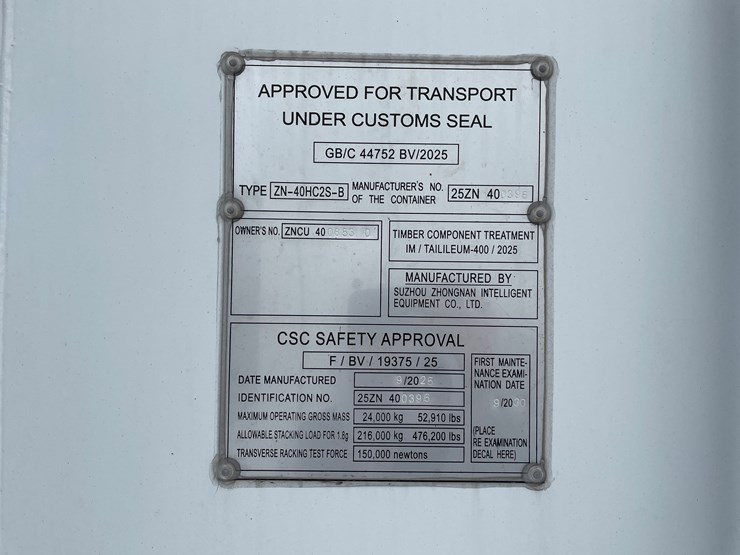 APPROVED FOR TRANSPORT
UNDER CUSTOMS SEAL
GB/C 44752 BV/2025
TYPE ZN-40HC2S-B MANUFACTURER'S NO. OF THE CONTAINER 25ZN 400396
OWNER'S NO. ZNCU 40
TIMBER COMPONENT TREATMENT
IM / TAILILEUM-400 / 2025
MANUFACTURED BY
SUZHOU ZHONGNAN INTELLIGENT
EQUIPMENT CO., LTD.
CSC SAFETY APPROVAL
F / BV / 19375 / 25
DATE MANUFACTURED
IDENTIFICATION NO. 25ZN 400396
MAXIMUM OPERATING GROSS MASS 24,000 kg 52,910 lbs
ALLOWABLE STACKING LOAD FOR 1.8g 216,000 kg 476,200 lbs
TRANSVERSE RACKING TEST FORCE 150,000 newtons
FIRST MAINTE-
NANCE EXAMI-
NATION DATE
(PLACE
RE EXAMINATION
DECAL HERE)